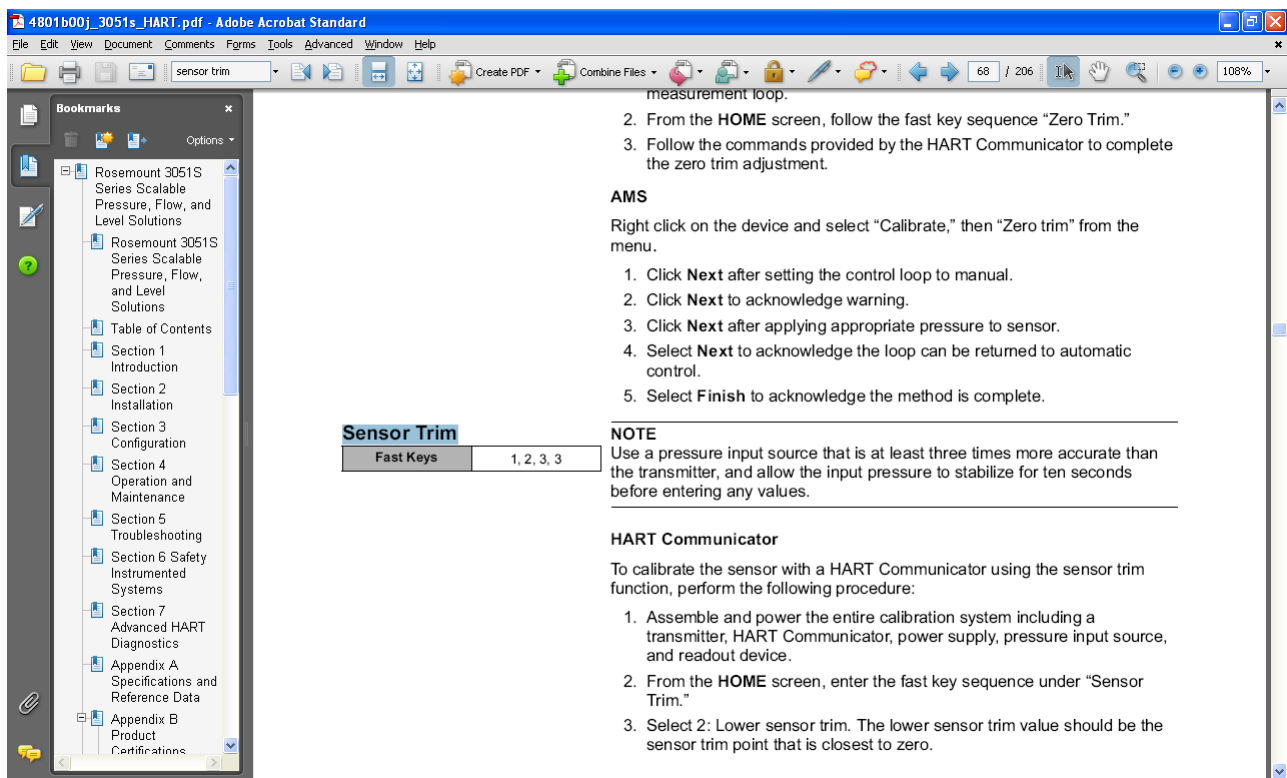 4801b00j_3051s_HART.pdf - Adobe Acrobat Standard
File Edit View Document Comments Forms Tools Advanced Window Help
sensor trim
Create PDF
Combine Files
68 / 206
108%
Bookmarks
Options
Rosemount 3051S
Series Scalable
Pressure, Flow, and
Level Solutions
Rosemount 3051S
Series Scalable
Pressure, Flow,
and Level
Solutions
Table of Contents
Section 1
Introduction
Section 2
Installation
Section 3
Configuration
Section 4
Operation and
Maintenance
Section 5
Troubleshooting
Section 6 Safety
Instrumented
Systems
Section 7
Advanced HART
Diagnostics
Appendix A
Specifications and
Reference Data
Appendix B
Product
Certifications
measurement loop.
2. From the HOME screen, follow the fast key sequence “Zero Trim.”
3. Follow the commands provided by the HART Communicator to complete
the zero trim adjustment.
AMS
Right click on the device and select “Calibrate,” then “Zero trim” from the
menu.
1. Click Next after setting the control loop to manual.
2. Click Next to acknowledge warning.
3. Click Next after applying appropriate pressure to sensor.
4. Select Next to acknowledge the loop can be returned to automatic
control.
5. Select Finish to acknowledge the method is complete.
Sensor Trim
Fast Keys 1, 2, 3, 3
NOTE
Use a pressure input source that is at least three times more accurate than
the transmitter, and allow the input pressure to stabilize for ten seconds
before entering any values.
HART Communicator
To calibrate the sensor with a HART Communicator using the sensor trim
function, perform the following procedure:
1. Assemble and power the entire calibration system including a
transmitter, HART Communicator, power supply, pressure input source,
and readout device.
2. From the HOME screen, enter the fast key sequence under “Sensor
Trim.”
3. Select 2: Lower sensor trim. The lower sensor trim value should be the
sensor trim point that is closest to zero.